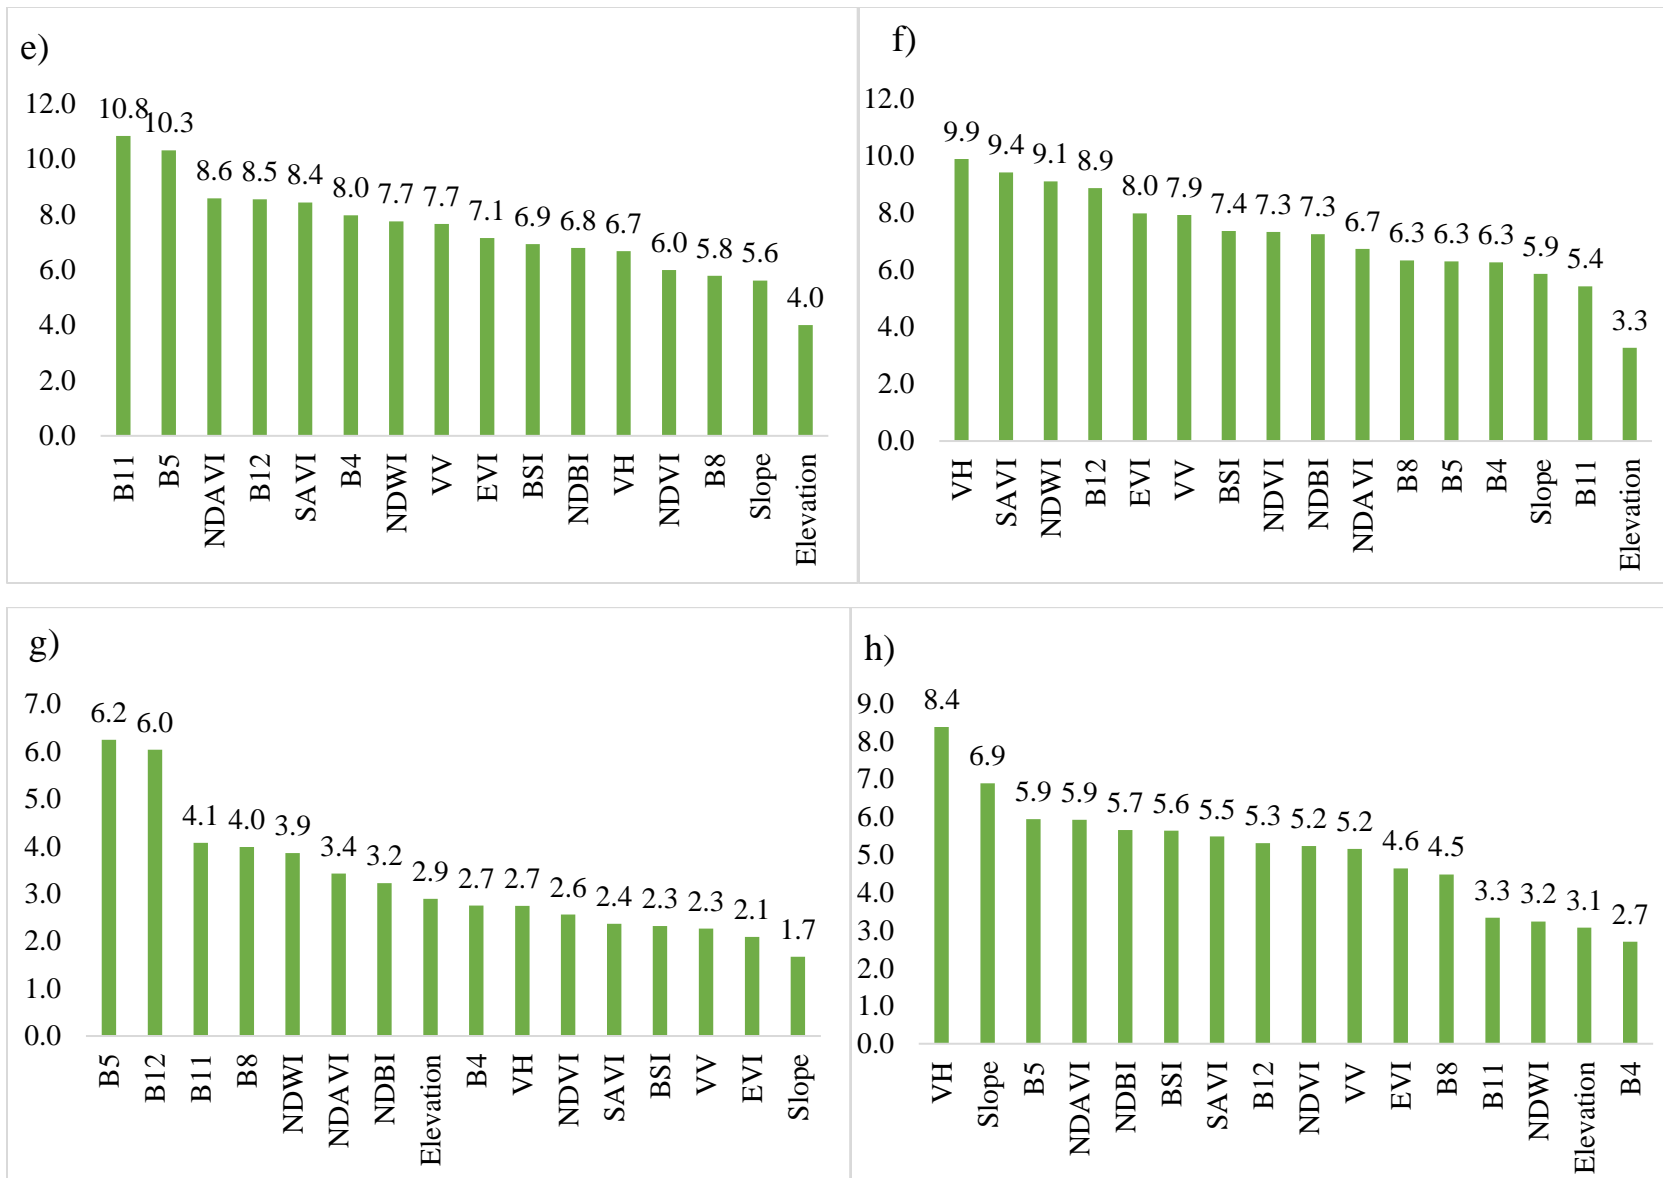 e)
12.0
10.0
8.0
6.0
4.0
2.0
0.0
10.8 10.3 8.6 8.5 8.4 8.0 7.7 7.7 7.1 6.9 6.8 6.7 6.0 5.8 5.6 4.0
B11 B5 NDAVI B12 SAVI B4 NDWI VV EVI BSI NDBI VH NDVI B8 Slope Elevation
f)
12.0
10.0
8.0
6.0
4.0
2.0
0.0
9.9 9.4 9.1 8.9 8.0 7.9 7.4 7.3 7.3 6.7 6.3 6.3 6.3 5.9 5.4 3.3
VH SAVI NDWI B12 EVI VV BSI NDVI NDBI NDAVI B8 B5 B4 Slope B11 Elevation
g)
7.0
6.0
5.0
4.0
3.0
2.0
1.0
0.0
6.2 6.0 4.1 4.0 3.9 3.4 3.2 2.9 2.7 2.7 2.6 2.4 2.3 2.3 2.1 1.7
B5 B12 B11 B8 NDWI NDAVI NDBI Elevation B4 VH NDVI SAVI BSI VV EVI Slope
h)
9.0
8.0
7.0
6.0
5.0
4.0
3.0
2.0
1.0
0.0
8.4 6.9 5.9 5.9 5.7 5.6 5.5 5.3 5.2 5.2 4.6 4.5 3.3 3.2 3.1 2.7
VH Slope B5 NDAVI NDBI BSI SAVI B12 NDVI VV EVI B8 B11 NDWI Elevation B4